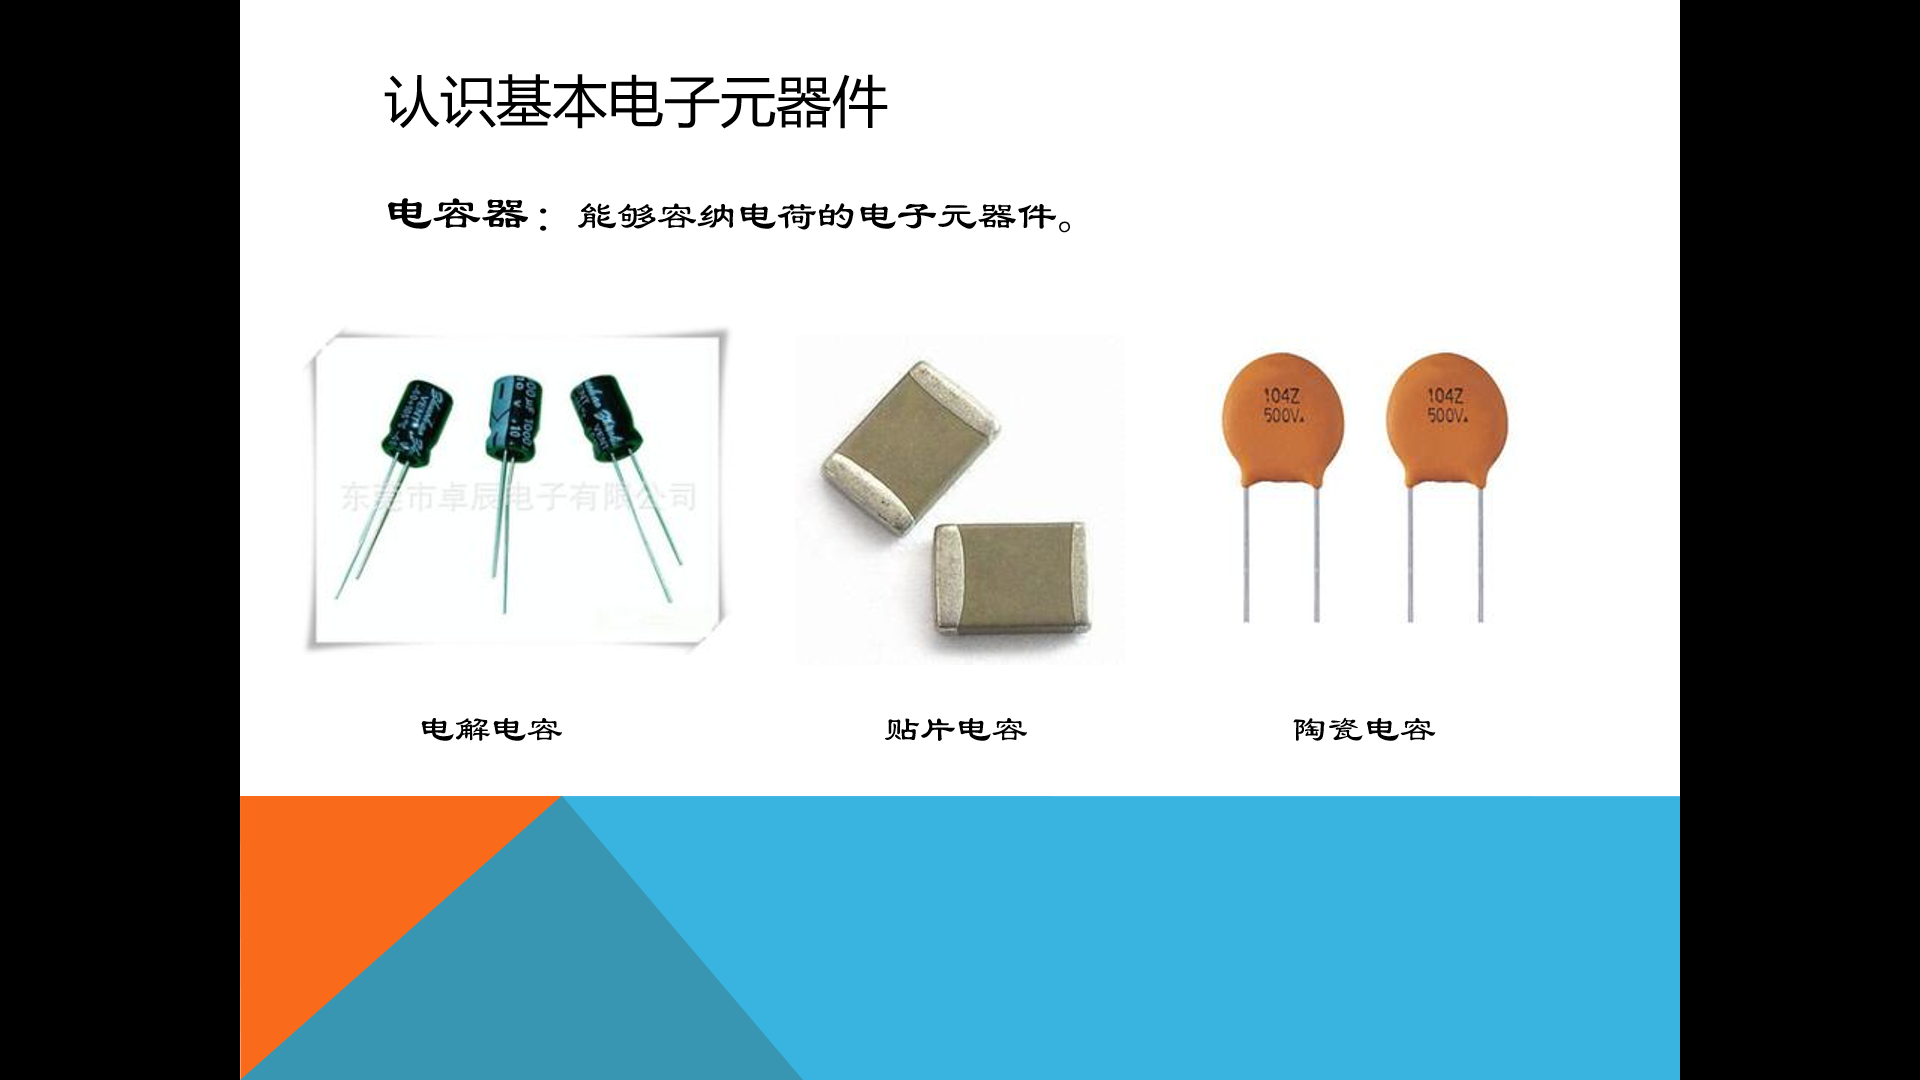 认识基本电子元器件
电容器：能够容纳电荷的电子元器件。
东莞市卓辰电子有限公司
104Z
500V
104Z
500V
电解电容
贴片电容
陶瓷电容